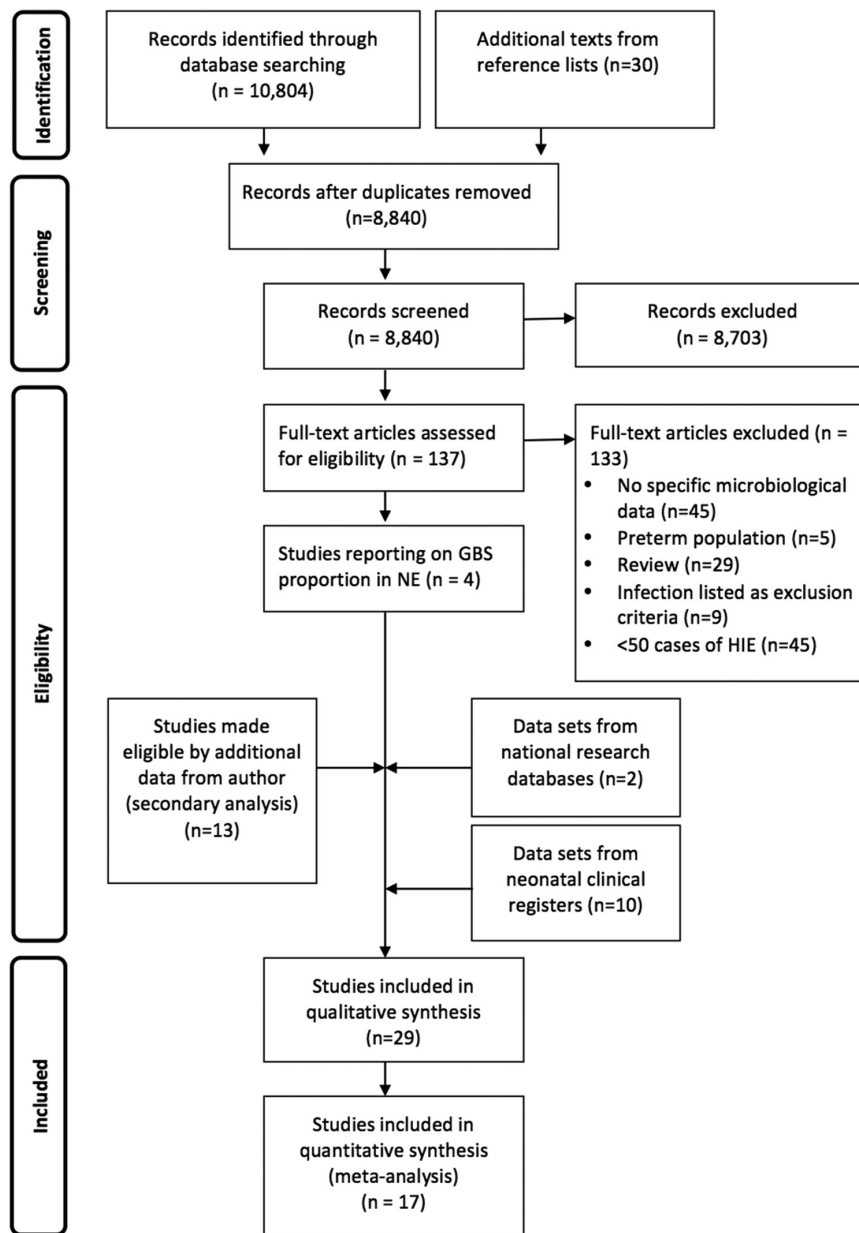 Identification
Records identified through
database searching
(n = 10,804)
Additional texts from
reference lists (n=30)
Screening
Records after duplicates removed
(n=8,840)
Records screened
(n = 8,840)
Records excluded
(n = 8,703)
Eligibility
Full-text articles assessed
for eligibility (n = 137)
Full-text articles excluded (n =
133)
• No specific microbiological
data (n=45)
• Preterm population (n=5)
• Review (n=29)
• Infection listed as exclusion
criteria (n=9)
• <50 cases of HIE (n=45)
Studies reporting on GBS
proportion in NE (n = 4)
Studies made
eligible by additional
data from author
(secondary analysis)
(n=13)
Data sets from
national research
databases (n=2)
Data sets from
neonatal clinical
registers (n=10)
Included
Studies included in
qualitative synthesis
(n=29)
Studies included in
quantitative synthesis
(meta-analysis)
(n = 17)